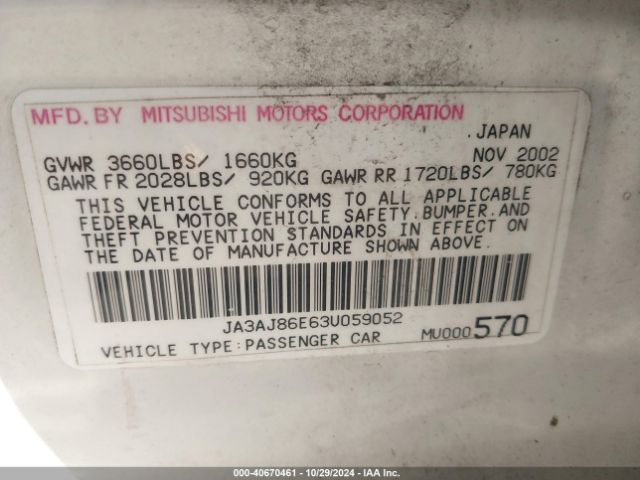 MFD. BY MITSUBISHI MOTORS CORPORATION
.JAPAN
GVWR 3660LBS/ 1660KG NOV 2002
GAWR FR 2028LBS/ 920KG GAWR RR 1720LBS/ 780KG
THIS VEHICLE CONFORMS TO ALL APPLICABLE
FEDERAL MOTOR VEHICLE SAFETY,BUMPER,AND
THEFT PREVENTION STANDARDS IN EFFECT ON
THE DATE OF MANUFACTURE SHOWN ABOVE.
JA3AJ86E63U059052
VEHICLE TYPE:PASSENGER CAR MU000570
000-40670461 - 10/29/2024 - IAA Inc.